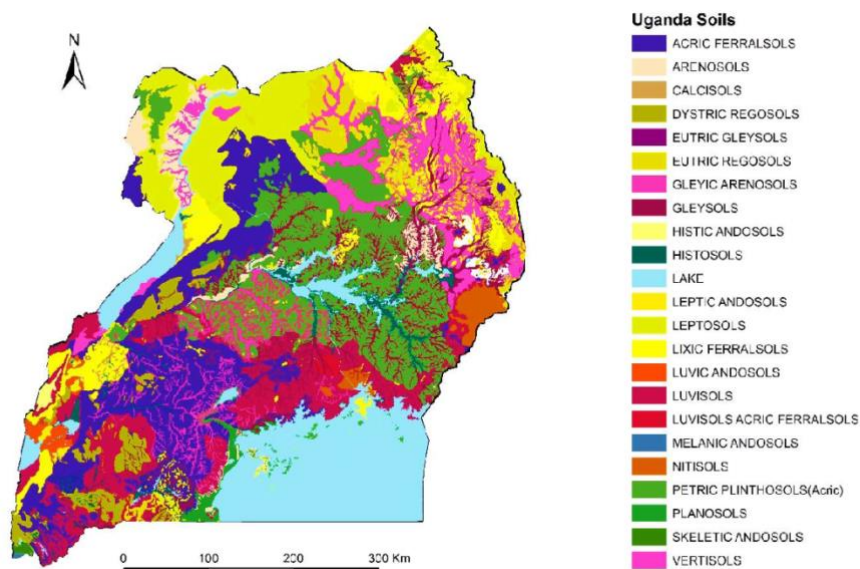 N
Uganda Soils
ACRIC FERRALSOLS
ARENOSOLS
CALCISOLS
DYSTRIC REGOSOLS
EUTRIC GLEYSOLS
EUTRIC REGOSOLS
GLEYIC ARENOSOLS
GLEYSOLS
HISTIC ANDOSOLS
HISTOSOLS
LAKE
LEPTIC ANDOSOLS
LEPTOSOLS
LIXIC FERRALSOLS
LUVIC ANDOSOLS
LUVISOLS
LUVISOLS ACRIC FERRALSOLS
MELANIC ANDOSOLS
NITISOLS
PETRIC PLINTHOSOLS(Acric)
PLANOSOLS
SKELETIC ANDOSOLS
VERTISOLS
0 100 200 300 Km